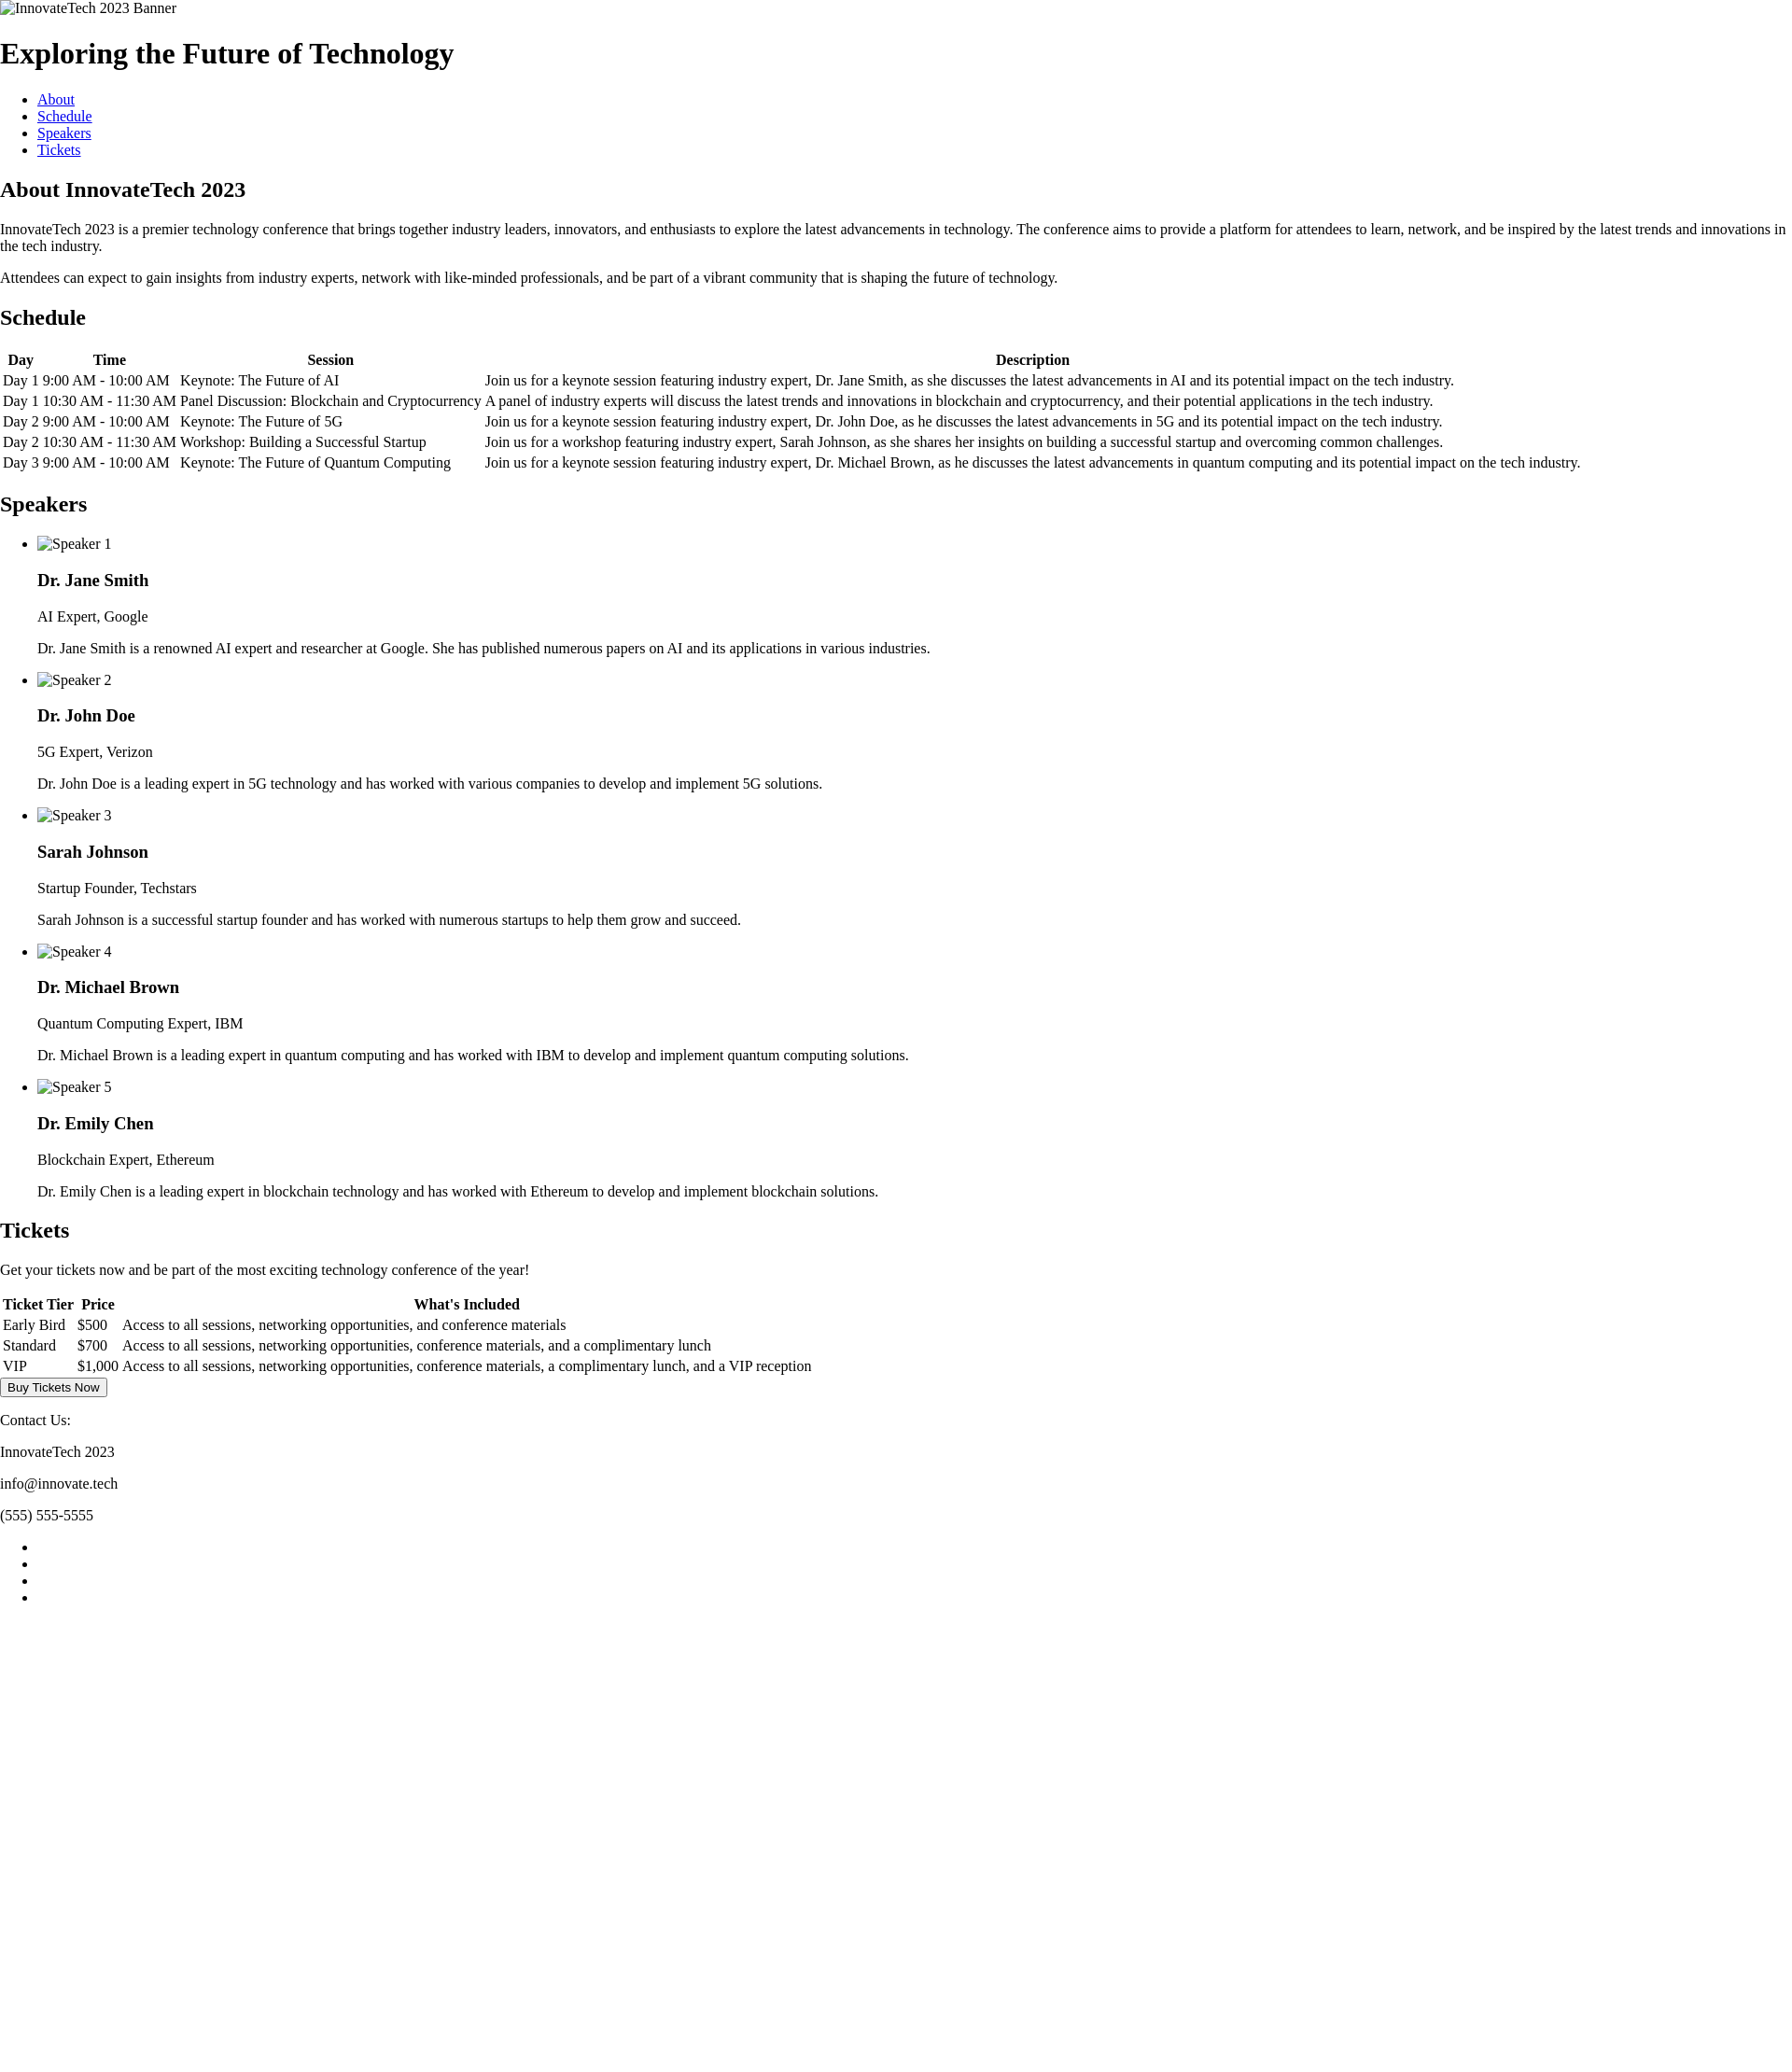 InnovateTech 2023 Banner
Exploring the Future of Technology
About
Schedule
Speakers
Tickets
About InnovateTech 2023
InnovateTech 2023 is a premier technology conference that brings together industry leaders, innovators, and enthusiasts to explore the latest advancements in technology. The conference aims to provide a platform for attendees to learn, network, and be inspired by the latest trends and innovations in
the tech industry.
Attendees can expect to gain insights from industry experts, network with like-minded professionals, and be part of a vibrant community that is shaping the future of technology.
Schedule
Day Time Session Description
Day 1 9:00 AM - 10:00 AM Keynote: The Future of AI Join us for a keynote session featuring industry expert, Dr. Jane Smith, as she discusses the latest advancements in AI and its potential impact on the tech industry.
Day 1 10:30 AM - 11:30 AM Panel Discussion: Blockchain and Cryptocurrency A panel of industry experts will discuss the latest trends and innovations in blockchain and cryptocurrency, and their potential applications in the tech industry.
Day 2 9:00 AM - 10:00 AM Keynote: The Future of 5G Join us for a keynote session featuring industry expert, Dr. John Doe, as he discusses the latest advancements in 5G and its potential impact on the tech industry.
Day 2 10:30 AM - 11:30 AM Workshop: Building a Successful Startup Join us for a workshop featuring industry expert, Sarah Johnson, as she shares her insights on building a successful startup and overcoming common challenges.
Day 3 9:00 AM - 10:00 AM Keynote: The Future of Quantum Computing Join us for a keynote session featuring industry expert, Dr. Michael Brown, as he discusses the latest advancements in quantum computing and its potential impact on the tech industry.
Speakers
Speaker 1
Dr. Jane Smith
AI Expert, Google
Dr. Jane Smith is a renowned AI expert and researcher at Google. She has published numerous papers on AI and its applications in various industries.
Speaker 2
Dr. John Doe
5G Expert, Verizon
Dr. John Doe is a leading expert in 5G technology and has worked with various companies to develop and implement 5G solutions.
Speaker 3
Sarah Johnson
Startup Founder, Techstars
Sarah Johnson is a successful startup founder and has worked with numerous startups to help them grow and succeed.
Speaker 4
Dr. Michael Brown
Quantum Computing Expert, IBM
Dr. Michael Brown is a leading expert in quantum computing and has worked with IBM to develop and implement quantum computing solutions.
Speaker 5
Dr. Emily Chen
Blockchain Expert, Ethereum
Dr. Emily Chen is a leading expert in blockchain technology and has worked with Ethereum to develop and implement blockchain solutions.
Tickets
Get your tickets now and be part of the most exciting technology conference of the year!
Ticket Tier Price What's Included
Early Bird $500 Access to all sessions, networking opportunities, and conference materials
Standard $700 Access to all sessions, networking opportunities, conference materials, and a complimentary lunch
VIP $1,000 Access to all sessions, networking opportunities, conference materials, a complimentary lunch, and a VIP reception
Buy Tickets Now
Contact Us:
InnovateTech 2023
info@innovate.tech
(555) 555-5555